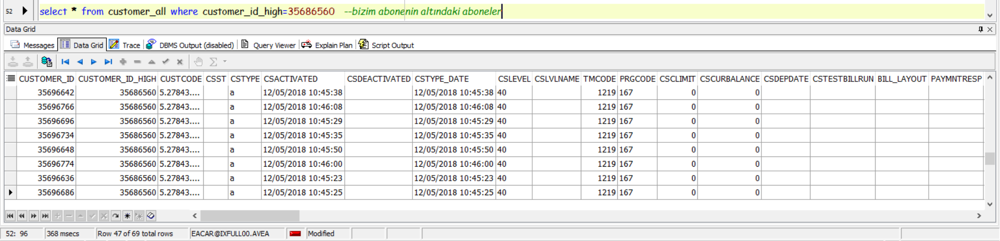 52 select * from customer_all where customer_id_high=35686560 --bizim abonenin altındaki aboneler
Data Grid
Messages Data Grid Trace DBMS Output (disabled) Query Viewer Explain Plan Script Output
CUSTOMER_ID CUSTOMER_ID_HIGH CUSTCODE CSST CSTYPE CSACTIVATED CSDEACTIVATED CSTYPE_DATE CSLEVEL CSLVLNAME TMCODE PRGCODE CSCLIMIT CSCURBALANCE CSDEPDATE CSTESTBILLRUN BILL_LAYOUT PAYMNTRESP
35696642 35686560 5.27843.... a 12/05/2018 10:45:38 12/05/2018 10:45:38 40 1219 167 0 0
35696766 35686560 5.27843.... a 12/05/2018 10:46:08 12/05/2018 10:46:08 40 1219 167 0 0
35696696 35686560 5.27843.... a 12/05/2018 10:45:29 12/05/2018 10:45:29 40 1219 167 0 0
35696734 35686560 5.27843.... a 12/05/2018 10:45:35 12/05/2018 10:45:35 40 1219 167 0 0
35696648 35686560 5.27843.... a 12/05/2018 10:45:50 12/05/2018 10:45:50 40 1219 167 0 0
35696774 35686560 5.27843.... a 12/05/2018 10:46:00 12/05/2018 10:46:00 40 1219 167 0 0
35696636 35686560 5.27843.... a 12/05/2018 10:45:23 12/05/2018 10:45:23 40 1219 167 0 0
35696686 35686560 5.27843.... a 12/05/2018 10:45:25 12/05/2018 10:45:25 40 1219 167 0 0
52: 96 368 msecs Row 47 of 69 total rows EACAR@IXFULL00.AVEA Modified